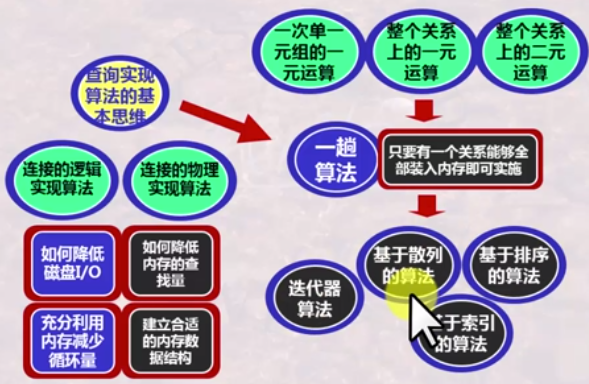 一次单一
元组的一
元运算
整个关系
上的一元
运算
整个关系
上的二元
运算
查询实现
算法的基
本思维
一趟
算法
只要有一个关系能够全
部装入内存即可实施
连接的逻辑
实现算法
连接的物理
实现算法
如何降低
磁盘I/O
如何降低
内存的查
找量
充分利用
内存减少
循环量
建立合适
的内存数
据结构
迭代器
算法
基于散列
的算法
基于排序
的算法
于索引
的算法